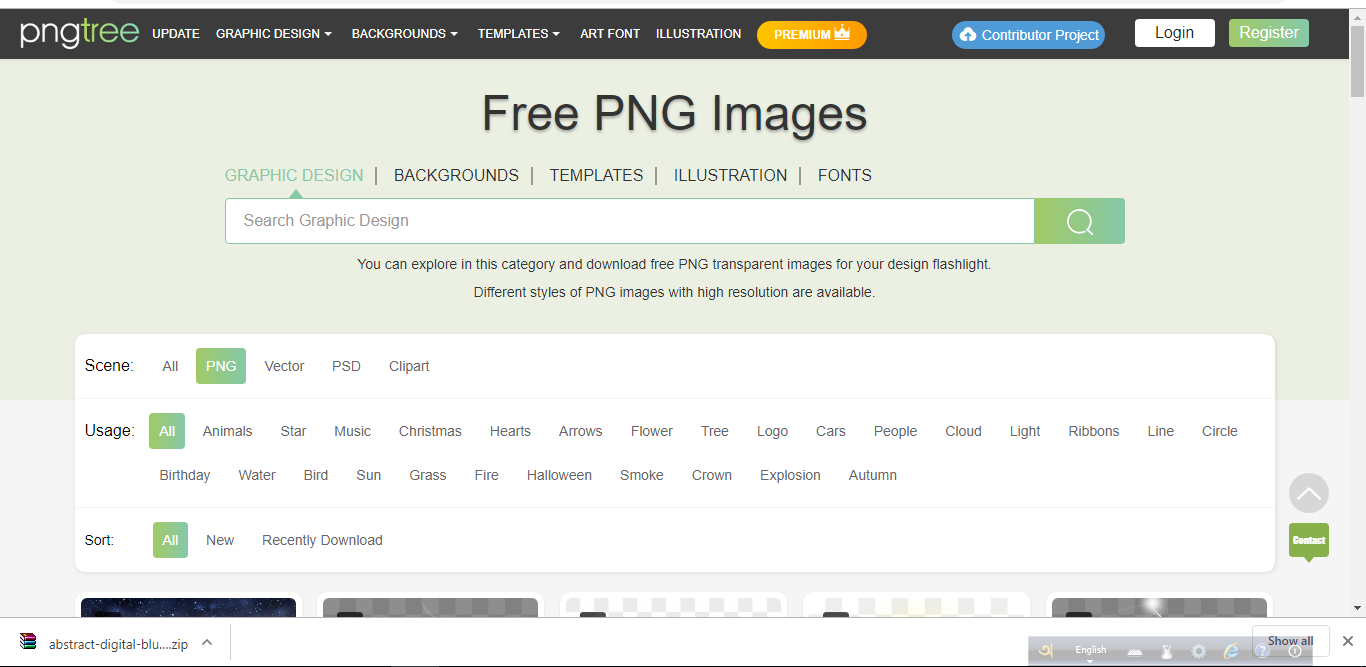 pngtree UPDATE GRAPHIC DESIGN BACKGROUNDS TEMPLATES ART FONT ILLUSTRATION PREMIUM Contributor Project Login Register
Free PNG Images
GRAPHIC DESIGN | BACKGROUNDS | TEMPLATES | ILLUSTRATION | FONTS
Search Graphic Design
You can explore in this category and download free PNG transparent images for your design flashlight.
Different styles of PNG images with high resolution are available.
Scene: All PNG Vector PSD Clipart
Usage: All Animals Star Music Christmas Hearts Arrows Flower Tree Logo Cars People Cloud Light Ribbons Line Circle
Birthday Water Bird Sun Grass Fire Halloween Smoke Crown Explosion Autumn
Sort: All New Recently Download
Contact
abstract-digital-blu....zip
English
Show all